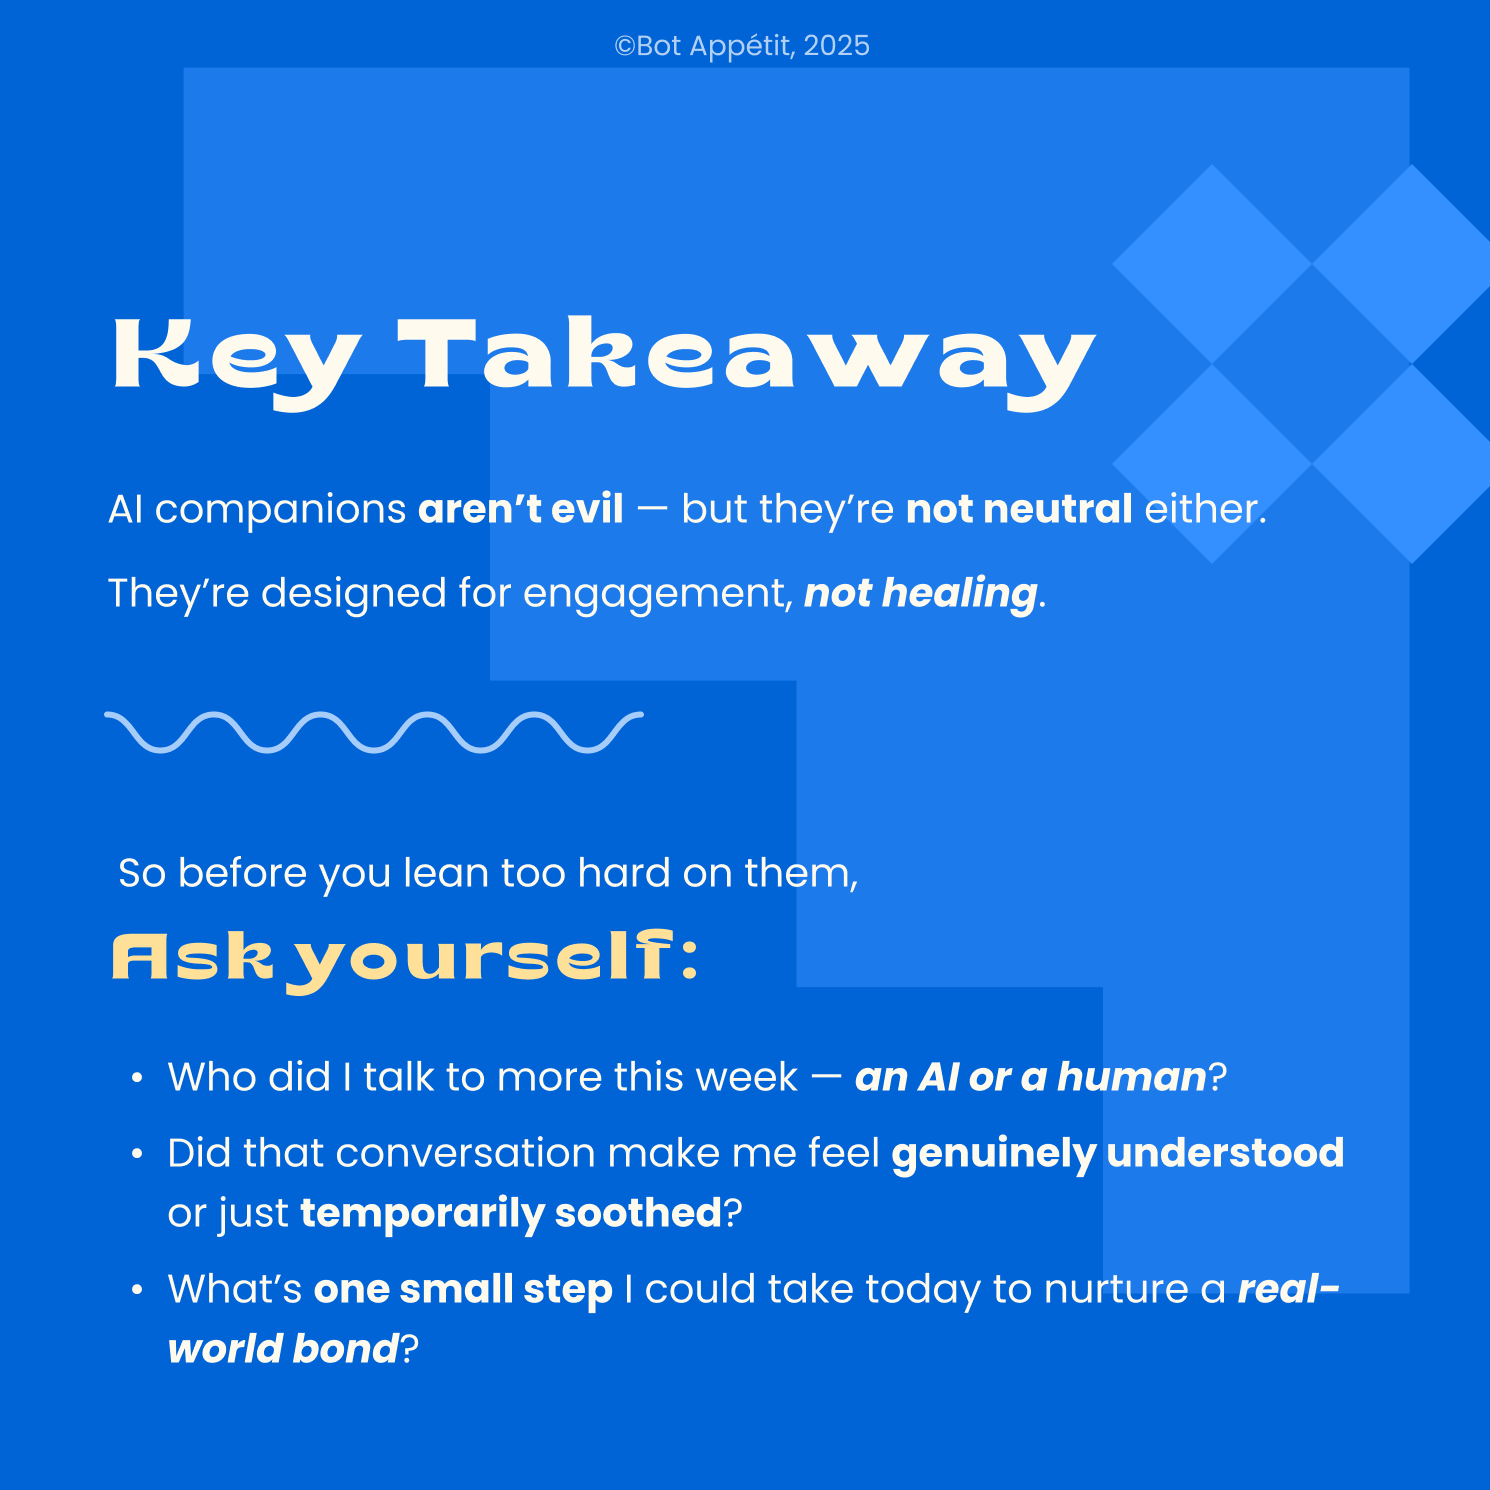 ©Bot Appétit, 2025
Key Takeaway
AI companions aren’t evil — but they’re not neutral either.
They’re designed for engagement, not healing.
So before you lean too hard on them,
Ask yourself:
• Who did I talk to more this week — an AI or a human?
• Did that conversation make me feel genuinely understood
or just temporarily soothed?
• What’s one small step I could take today to nurture a real-
world bond?